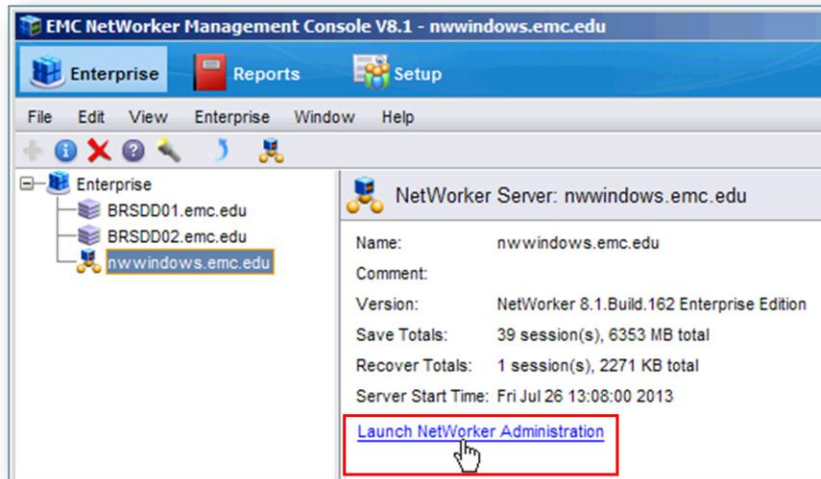 EMC NetWorker Management Console V8.1 - nwwindows.emc.edu
Enterprise Reports Setup
File Edit View Enterprise Window Help
Enterprise
BRSDD01.emc.edu
BRSDD02.emc.edu
nwwindows.emc.edu
NetWorker Server: nwwindows.emc.edu
Name: nwwindows.emc.edu
Comment:
Version: NetWorker 8.1.Build.162 Enterprise Edition
Save Totals: 39 session(s), 6353 MB total
Recover Totals: 1 session(s), 2271 KB total
Server Start Time: Fri Jul 26 13:08:00 2013
Launch NetWorker Administration